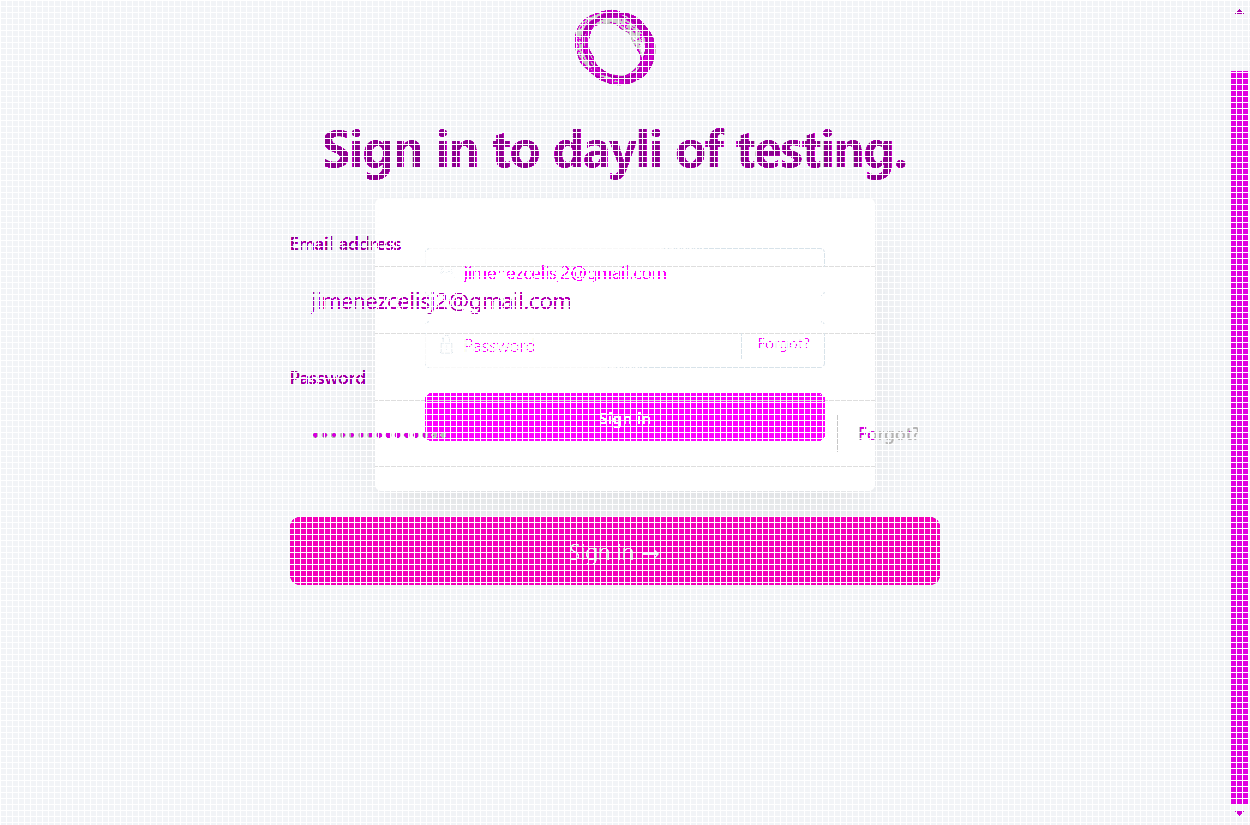 Sign in to dayli of testing.
Email address
jimenezcelisj2@gmail.com
jimenezcelisj2@gmail.com
Password Forgot?
Password
Sign in
Forgot?
Sign in →